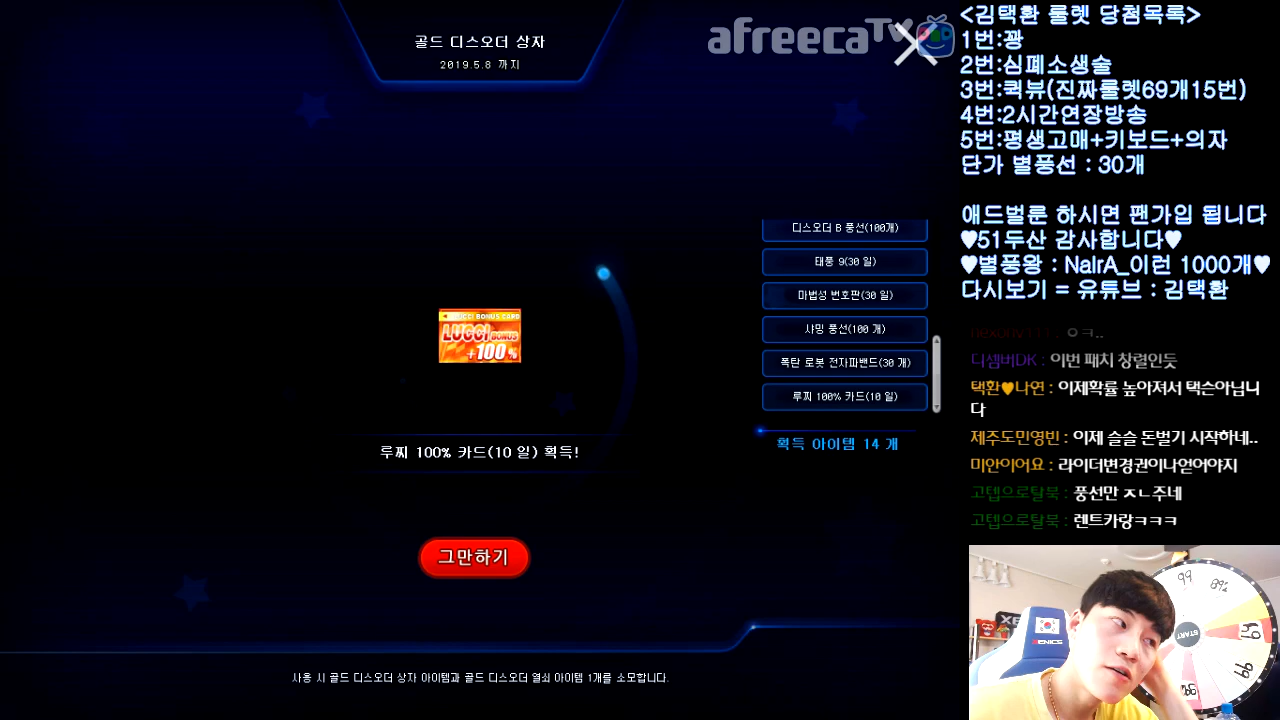 골드 디스오더 상자
2019.5.8 까지
afreecaTV
<김택환 룰렛 당첨목록>
1번:꽝
2번:심폐소생술
3번:퀵뷰(진짜룰렛69개15번)
4번:2시간연장방송
5번:평생고매+키보드+의자
단가 별풍선 : 30개
애드벌룬 하시면 팬가입 됩니다
♥51두산 감사합니다♥
♥별풍왕 : NaIrA_이런 1000개♥
다시보기 = 유튜브 : 김택환
디스오더 B 풍선(100개)
태풍 9(30 일)
마법성 번호판(30 일)
샤밍 풍선(100 개)
폭탄 로봇 전자파밴드(30 개)
루찌 100% 카드(10 일)
획득 아이템 14 개
LUCCI BONUS CARD
LUCCI BONUS
+100%
루찌 100% 카드(10 일) 획득!
그만하기
사용 시 골드 디스오더 상자 아이템과 골드 디스오더 열쇠 아이템 1개를 소모합니다.
: ㅇㅋ..
디셈버DK : 이번 패치 창렬인듯
택환♥나연 : 이제확률 높아져서 택슨아닙니
다
제주도민영빈 : 이제 슬슬 돈벌기 시작하네..
미안이어요 : 라이더변경권이나얻어야지
고텝으로탈북 : 풍선만 ㅈㄴ주네
고텝으로탈북 : 렌트카랑ㅋㅋㅋ
GENICS
START
99
89
69
99